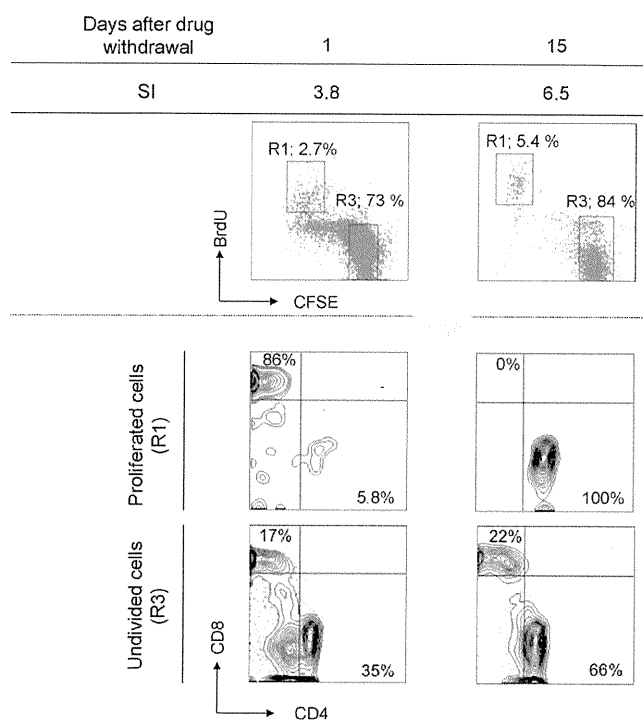 Days after drug
withdrawal 1 15
SI 3.8 6.5
R1; 2.7% R1; 5.4 %
R3; 73 % R3; 84 %
BrdU
CFSE
Proliferated cells
(R1)
86% 0%
5.8% 100%
Undivided cells
(R3)
17% 22%
35% 66%
CD8
CD4